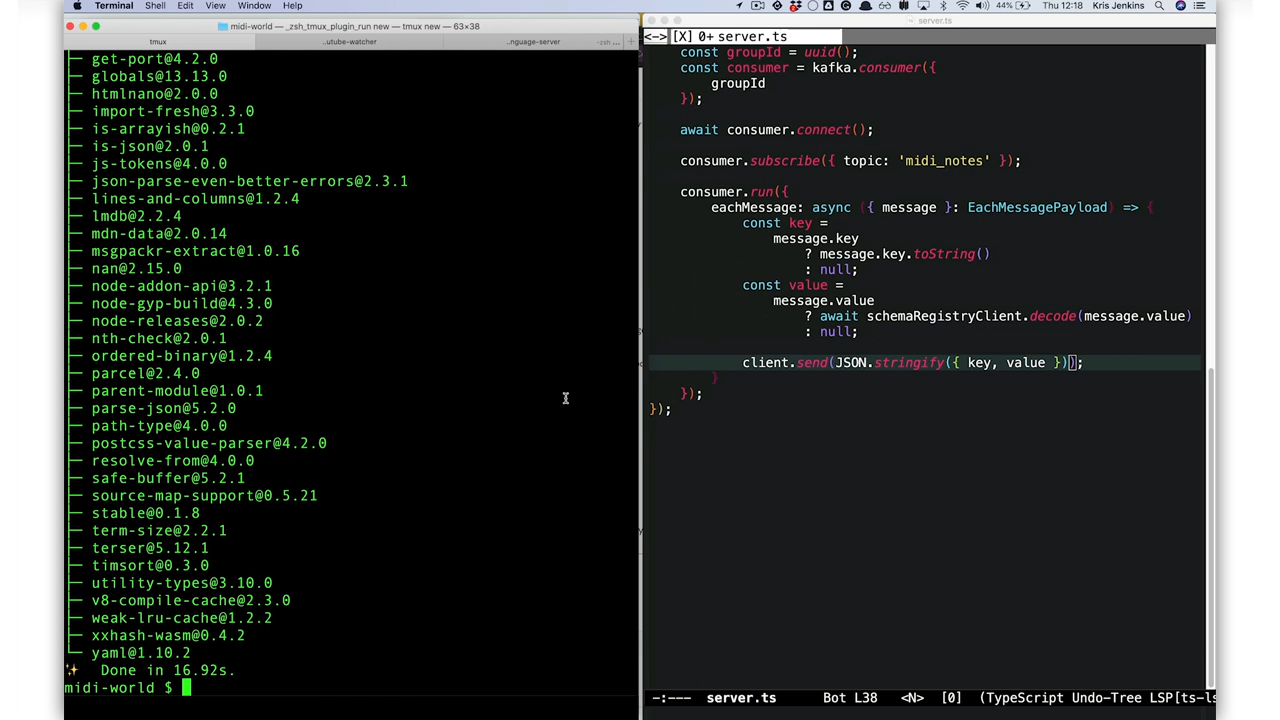 Terminal Shell Edit View Window Help 44% Thu 12:18 Kris Jenkins
midi-world — _zsh_tmux_plugin_run new — tmux new — 63×38
tmux ..utube-watcher ..nguage-server -zsh ...
├─ get-port@4.2.0
├─ globals@13.13.0
├─ htmlnano@2.0.0
├─ import-fresh@3.3.0
├─ is-arrayish@0.2.1
├─ is-json@2.0.1
├─ js-tokens@4.0.0
├─ json-parse-even-better-errors@2.3.1
├─ lines-and-columns@1.2.4
├─ lmdb@2.2.4
├─ mdn-data@2.0.14
├─ msgpackr-extract@1.0.16
├─ nan@2.15.0
├─ node-addon-api@3.2.1
├─ node-gyp-build@4.3.0
├─ node-releases@2.0.2
├─ nth-check@2.0.1
├─ ordered-binary@1.2.4
├─ parcel@2.4.0
├─ parent-module@1.0.1
├─ parse-json@5.2.0
├─ path-type@4.0.0
├─ postcss-value-parser@4.2.0
├─ resolve-from@4.0.0
├─ safe-buffer@5.2.1
├─ source-map-support@0.5.21
├─ stable@0.1.8
├─ term-size@2.2.1
├─ terser@5.12.1
├─ timsort@0.3.0
├─ utility-types@3.10.0
├─ v8-compile-cache@2.3.0
├─ weak-lru-cache@1.2.2
├─ xxhash-wasm@0.4.2
└─ yaml@1.10.2
✨ Done in 16.92s.
midi-world $
server.ts
<-> [X] 0+ server.ts
const groupId = uuid();
const consumer = kafka.consumer({
groupId
});
await consumer.connect();
consumer.subscribe({ topic: 'midi_notes' });
consumer.run({
eachMessage: async ({ message }: EachMessagePayload) => {
const key =
message.key
? message.key.toString()
: null;
const value =
message.value
? await schemaRegistryClient.decode(message.value)
: null;
client.send(JSON.stringify({ key, value }));
}
});
});
-:--- server.ts Bot L38 <N> [0] (TypeScript Undo-Tree LSP[ts-ls